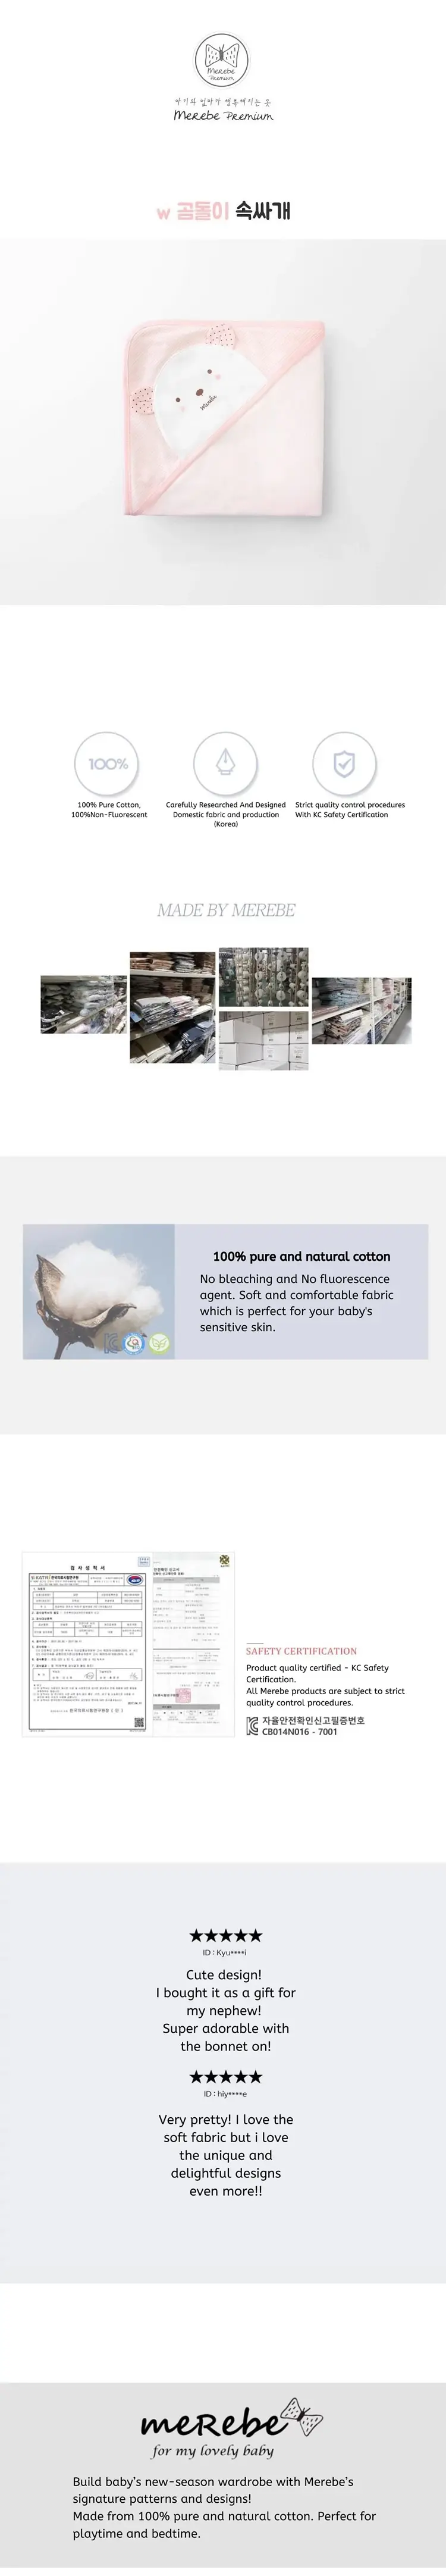 Merebe
Premium
아기와 엄마가 행복해지는 옷
Merebe Premium
w 곰돌이 속싸개
Merebe
100%
100% Pure Cotton,
100%Non-Fluorescent
Carefully Researched And Designed
Domestic fabric and production
(Korea)
Strict quality control procedures
With KC Safety Certification
MADE BY MEREBE
100% pure and natural cotton
No bleaching and No fluorescence
agent. Soft and comfortable fabric
which is perfect for your baby's
sensitive skin.
검 사 성 적 서
SAFETY CERTIFICATION
Product quality certified - KC Safety
Certification.
All Merebe products are subject to strict
quality control procedures.
자율안전확인신고필증번호
CB014N016 - 7001
★★★★★
ID : Kyu****i
Cute design!
I bought it as a gift for
my nephew!
Super adorable with
the bonnet on!
★★★★★
ID : hiy****e
Very pretty! I love the
soft fabric but i love
the unique and
delightful designs
even more!!
meRebe
for my lovely baby
Build baby's new-season wardrobe with Merebe's
signature patterns and designs!
Made from 100% pure and natural cotton. Perfect for
playtime and bedtime.